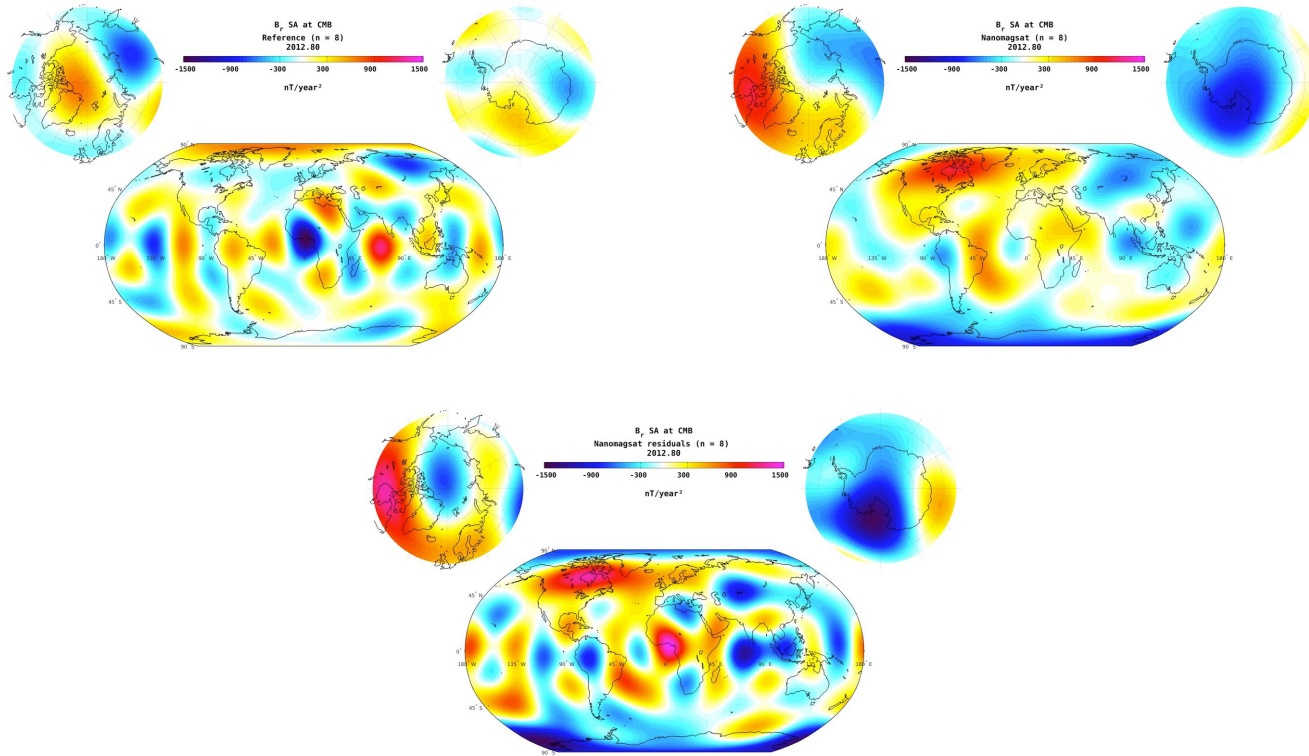 B_r SA at CMB
Reference (n = 8)
2012.80
-1500 -900 -300 300 900 1500
nT/year²
90° N
45° N
0°
45° S
90° S
180° W 135° W 90° W 45° W 0° 45° E 90° E 135° E 180° E
B_r SA at CMB
Nanomagsat (n = 8)
2012.80
-1500 -900 -300 300 900 1500
nT/year²
90° N
45° N
0°
45° S
90° S
180° W 135° W 90° W 45° W 0° 45° E 90° E 135° E 180° E
B_r SA at CMB
Nanomagsat residuals (n = 8)
2012.80
-1500 -900 -300 300 900 1500
nT/year²
90° N
45° N
0°
45° S
90° S
180° W 135° W 90° W 45° W 0° 45° E 90° E 135° E 180° E